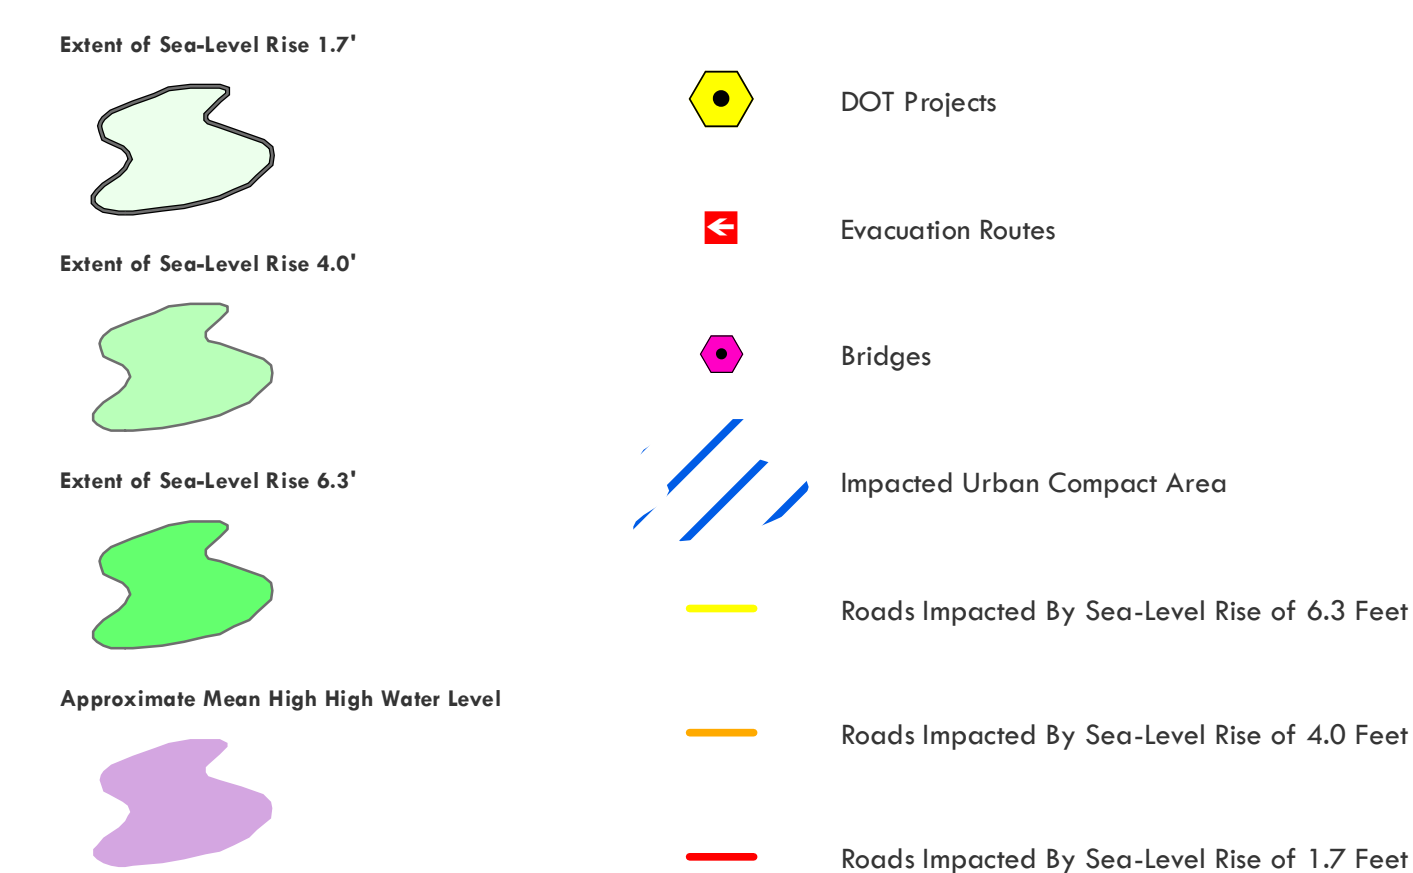 Extent of Sea-Level Rise 1.7'
Extent of Sea-Level Rise 4.0'
Extent of Sea-Level Rise 6.3'
Approximate Mean High High Water Level
DOT Projects
Evacuation Routes
Bridges
Impacted Urban Compact Area
Roads Impacted By Sea-Level Rise of 6.3 Feet
Roads Impacted By Sea-Level Rise of 4.0 Feet
Roads Impacted By Sea-Level Rise of 1.7 Feet